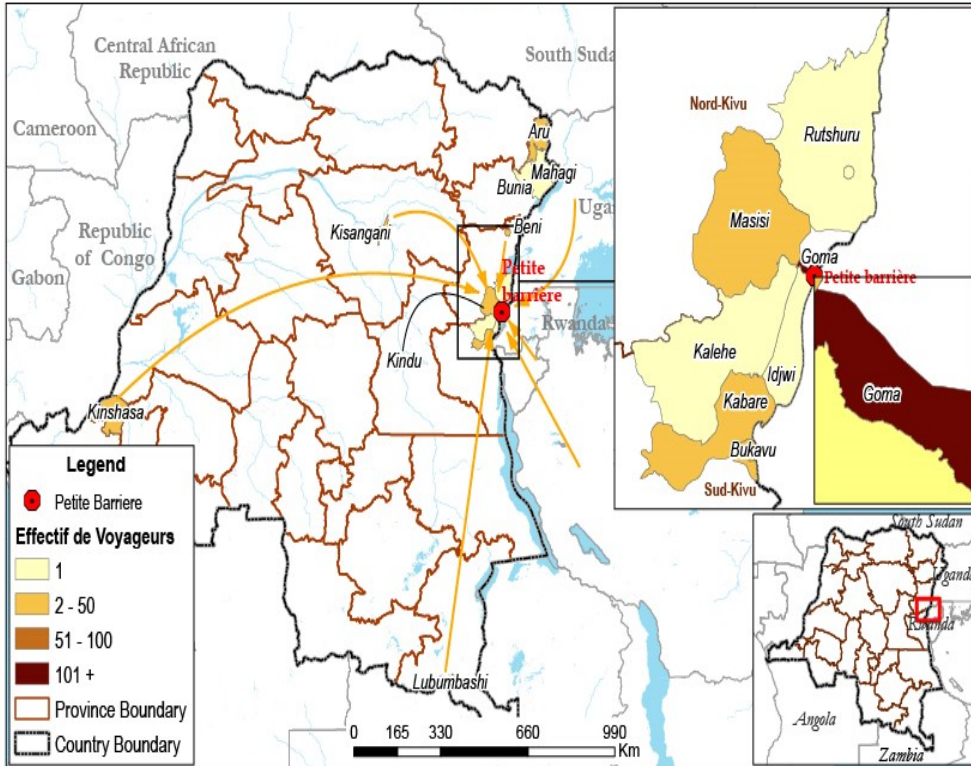 Central African
Republic
South Suda
Cameroon
Aru
Mahagi
Bunia
Ugan
Kisangani
Beni
Republic
of Congo
Gabon
Petite
barrière
Rwanda
Kindu
Kinshasa
Lubumbashi
Legend
Petite Barriere
Effectif de Voyageurs
1
2 - 50
51 - 100
101 +
Province Boundary
Country Boundary
0 165 330 660 990
Km
Nord-Kivu
Rutshuru
Masisi
Goma
Petite barrière
Kalehe
Idjwi
Kabare
Goma
Bukavu
Sud-Kivu
South Sudan
Uganda
Rwanda
Angola
Zambia